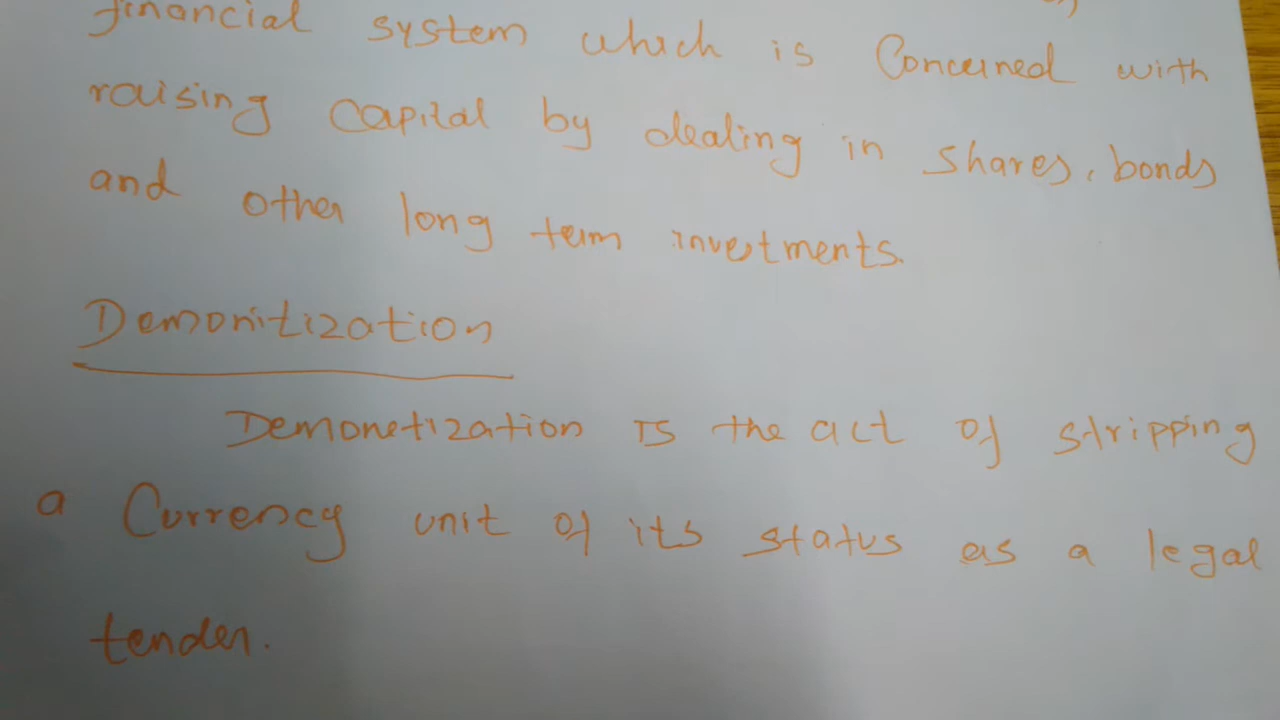 financial system which is Concerned with
raising capital by dealing in shares, bonds
and other long term investments.
Demonitization
Demonetization is the act of stripping
a Currency unit of its status as a legal
tender.